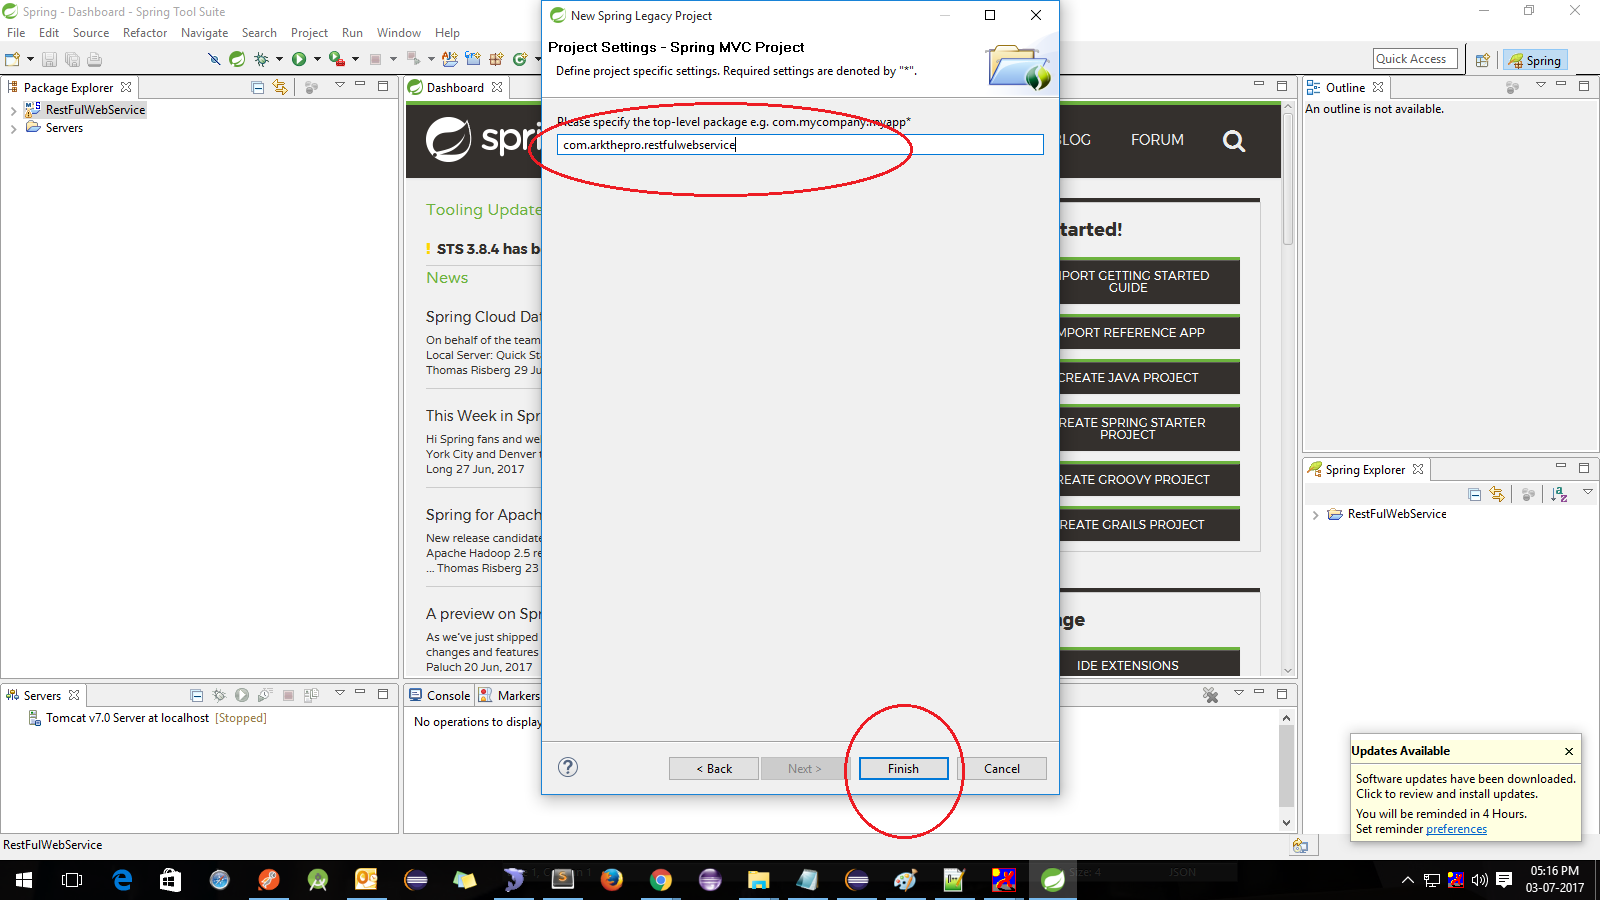 Spring - Dashboard - Spring Tool Suite
File Edit Source Refactor Navigate Search Project Run Window Help
Quick Access
Spring
Package Explorer
RestFulWebService
Servers
Dashboard
spri
BLOG FORUM
Tooling Update
! STS 3.8.4 has b
News
Spring Cloud Dat
On behalf of the team
Local Server: Quick St
Thomas Risberg 29 J
This Week in Spr
Hi Spring fans and wel
York City and Denver t
Long 27 Jun, 2017
Spring for Apach
New release candidate
Apache Hadoop 2.5 re
... Thomas Risberg 23
A preview on Spr
As we've just shipped
changes and features
Paluch 20 Jun, 2017
New Spring Legacy Project
Project Settings - Spring MVC Project
Define project specific settings. Required settings are denoted by "*".
Please specify the top-level package e.g. com.mycompany.myapp*
com.arkthepro.restfulwebservice
< Back
Next >
Finish
Cancel
tarted!
MPORT GETTING STARTED
GUIDE
MPORT REFERENCE APP
CREATE JAVA PROJECT
REATE SPRING STARTER
PROJECT
REATE GROOVY PROJECT
REATE GRAILS PROJECT
age
IDE EXTENSIONS
Outline
An outline is not available.
Spring Explorer
RestFulWebService
Servers
Tomcat v7.0 Server at localhost [Stopped]
Console
Markers
No operations to display
Updates Available
Software updates have been downloaded.
Click to review and install updates.
You will be reminded in 4 Hours.
Set reminder preferences
RestFulWebService
Size: 4
JSON
05:16 PM
03-07-2017